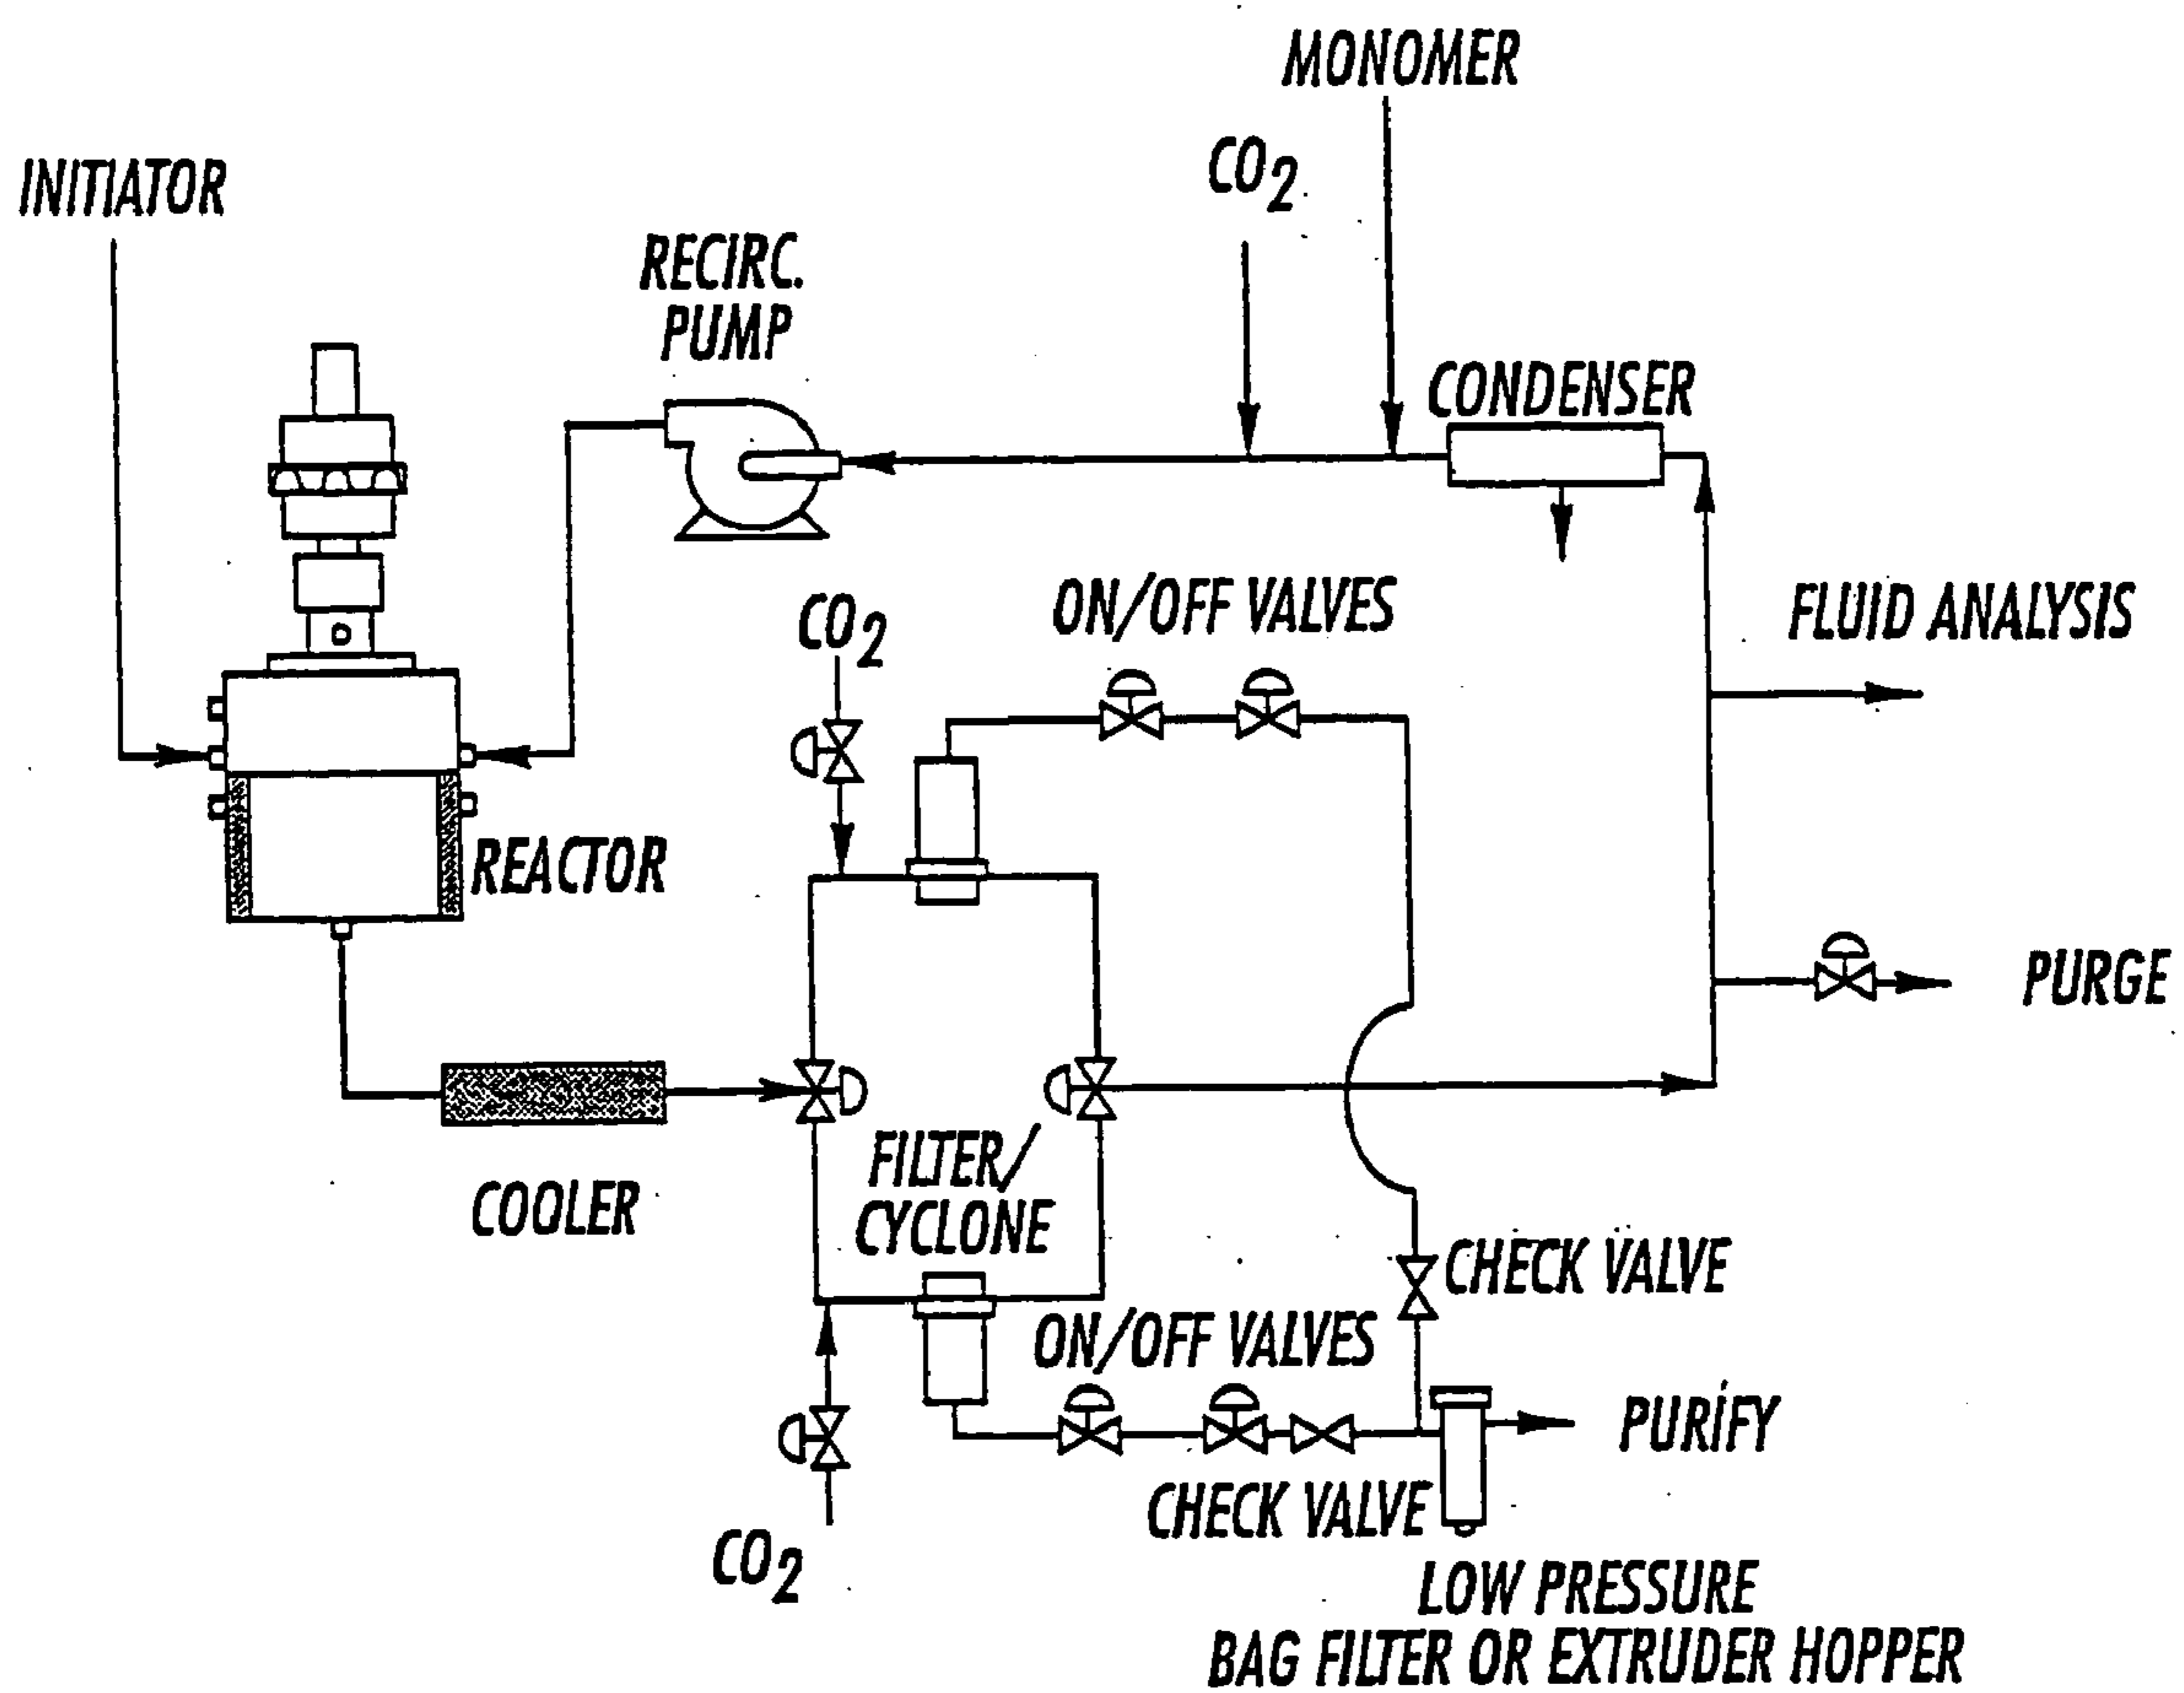 MONOMER
CO2
INITIATOR
RECIRC.
PUMP
CONDENSER
CO2
ON/OFF VALVES
FLUID ANALYSIS
REACTOR
PURGE
FILTER/
CYCLONE
COOLER
CHECK VALVE
ON/OFF VALVES
PURIFY
CHECK VALVE
CO2
LOW PRESSURE
BAG FILTER OR EXTRUDER HOPPER